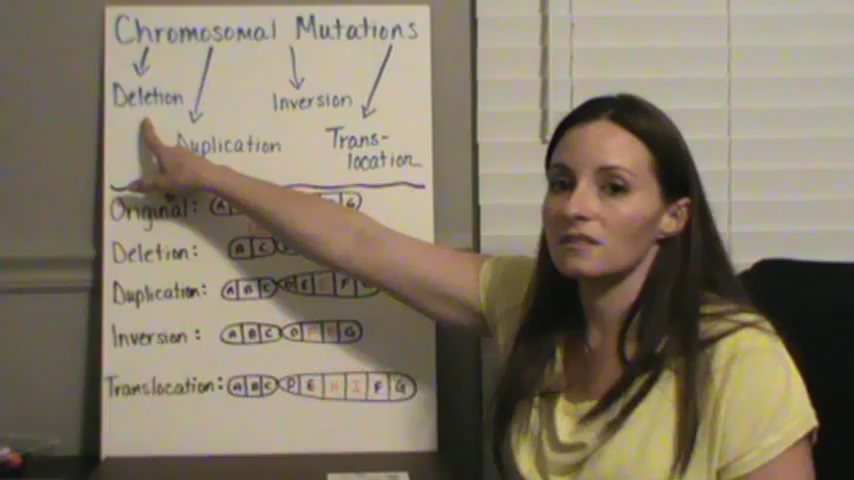 Chromosomal Mutations
Deletion
Inversion
Duplication
Trans-
location
Original: A G
Deletion: A C
Duplication: A B C D E F
Inversion: A B C D F E G
Translocation: A B C D E H I F G